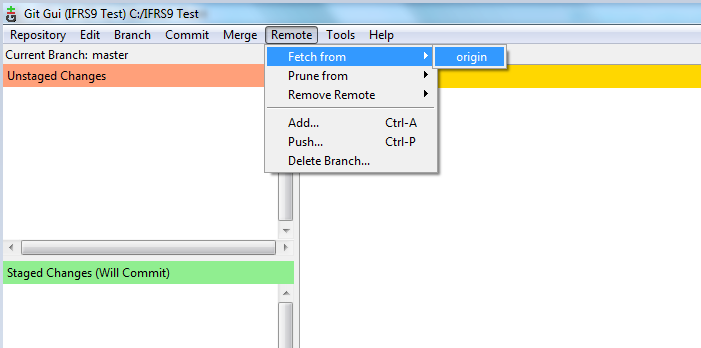 Git Gui (IFRS9 Test) C:/IFRS9 Test
Repository Edit Branch Commit Merge Remote Tools Help
Current Branch: master
Fetch from origin
Unstaged Changes
Prune from
Remove Remote
Add... Ctrl-A
Push... Ctrl-P
Delete Branch...
Staged Changes (Will Commit)